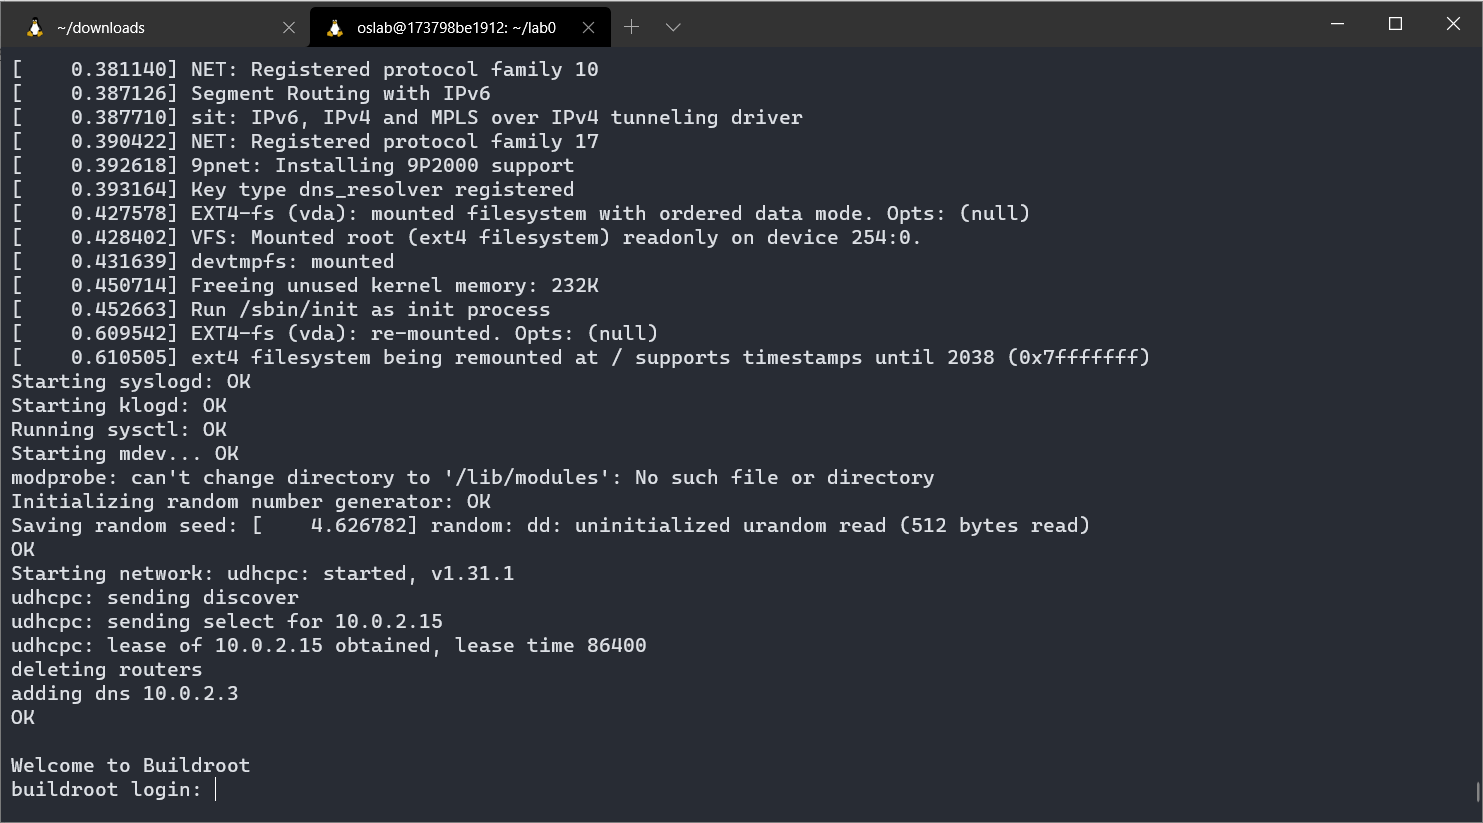 ~/downloads
oslab@173798be1912: ~/lab0
[    0.381140] NET: Registered protocol family 10
[    0.387126] Segment Routing with IPv6
[    0.387710] sit: IPv6, IPv4 and MPLS over IPv4 tunneling driver
[    0.390422] NET: Registered protocol family 17
[    0.392618] 9pnet: Installing 9P2000 support
[    0.393164] Key type dns_resolver registered
[    0.427578] EXT4-fs (vda): mounted filesystem with ordered data mode. Opts: (null)
[    0.428402] VFS: Mounted root (ext4 filesystem) readonly on device 254:0.
[    0.431639] devtmpfs: mounted
[    0.450714] Freeing unused kernel memory: 232K
[    0.452663] Run /sbin/init as init process
[    0.609542] EXT4-fs (vda): re-mounted. Opts: (null)
[    0.610505] ext4 filesystem being remounted at / supports timestamps until 2038 (0x7fffffff)
Starting syslogd: OK
Starting klogd: OK
Running sysctl: OK
Starting mdev... OK
modprobe: can't change directory to '/lib/modules': No such file or directory
Initializing random number generator: OK
Saving random seed: [    4.626782] random: dd: uninitialized urandom read (512 bytes read)
OK
Starting network: udhcpc: started, v1.31.1
udhcpc: sending discover
udhcpc: sending select for 10.0.2.15
udhcpc: lease of 10.0.2.15 obtained, lease time 86400
deleting routers
adding dns 10.0.2.3
OK
Welcome to Buildroot
buildroot login: